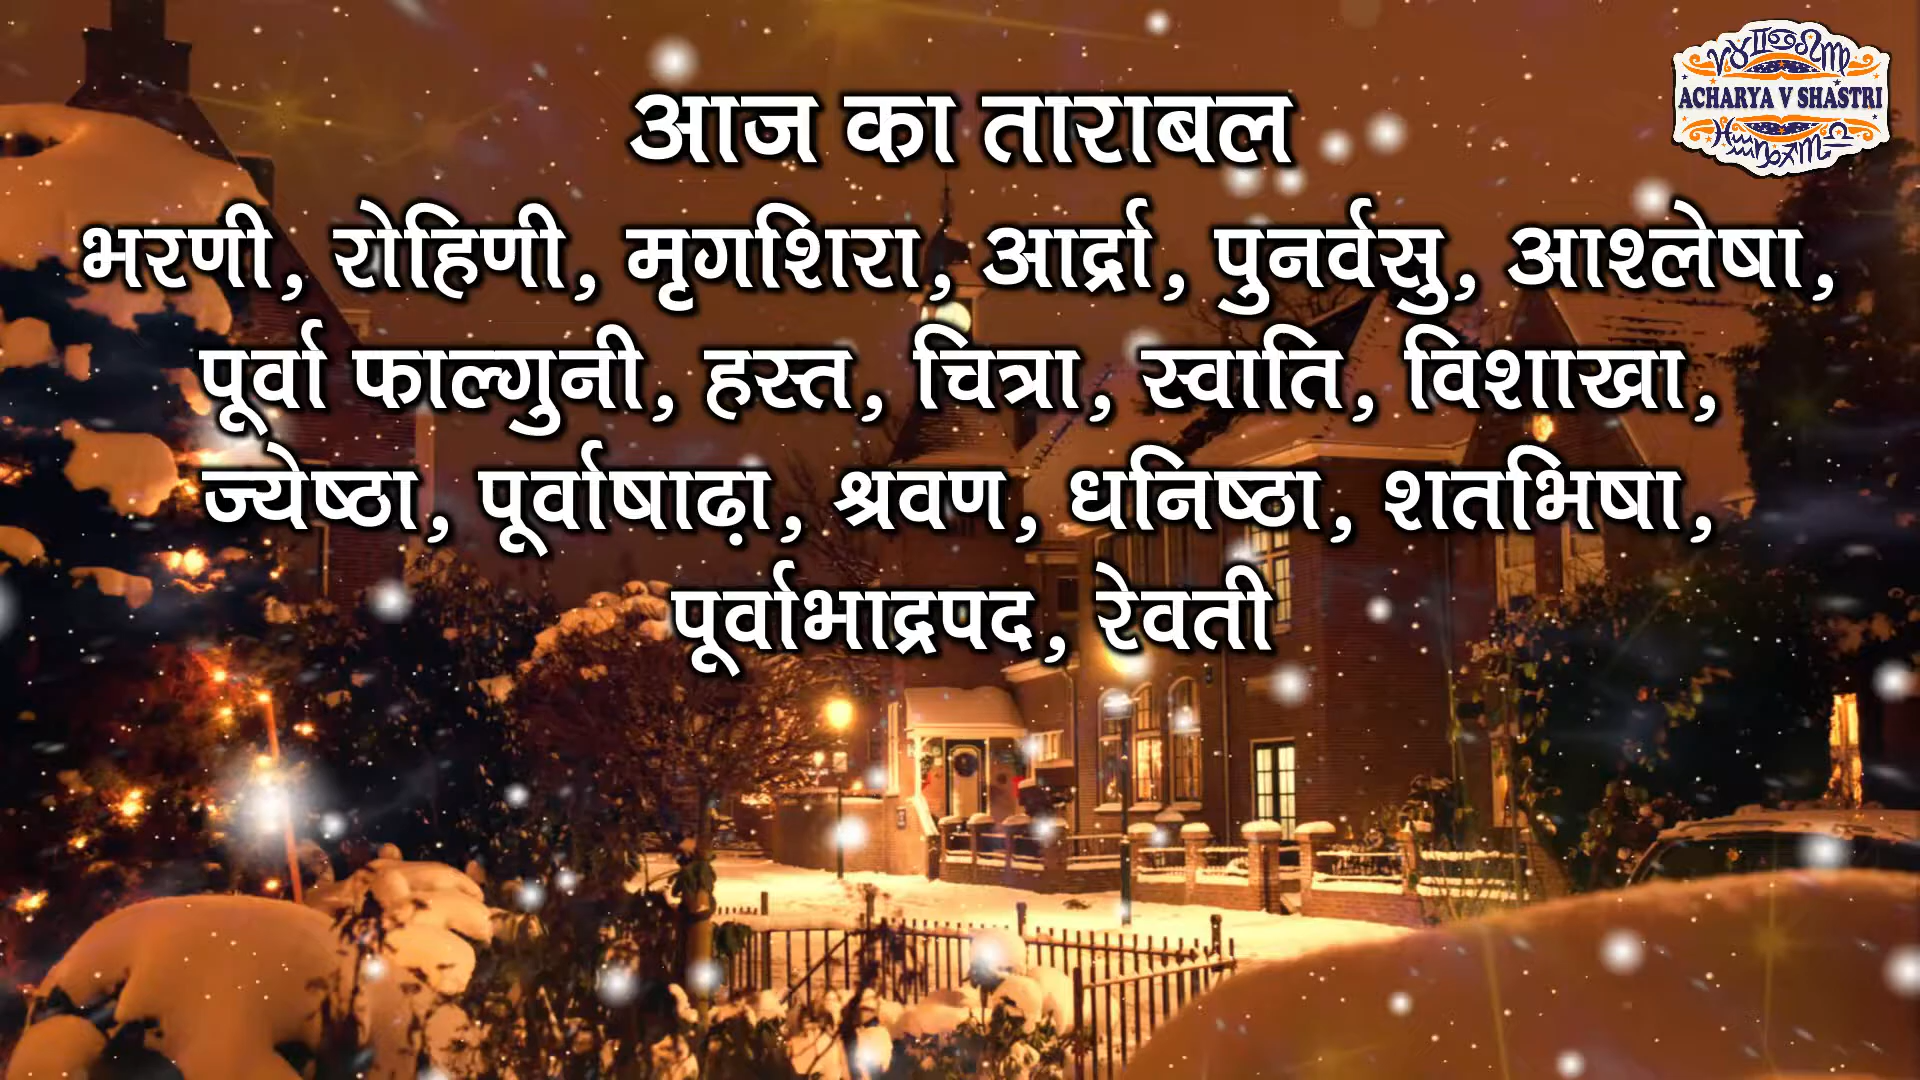 आज का ताराबल
भरणी, रोहिणी, मृगशिरा, आर्द्रा, पुनर्वसु, आश्लेषा,
पूर्वा फाल्गुनी, हस्त, चित्रा, स्वाति, विशाखा,
ज्येष्ठा, पूर्वाषाढ़ा, श्रवण, धनिष्ठा, शतभिषा,
पूर्वाभाद्रपद, रेवती
ACHARYA V SHASTRI